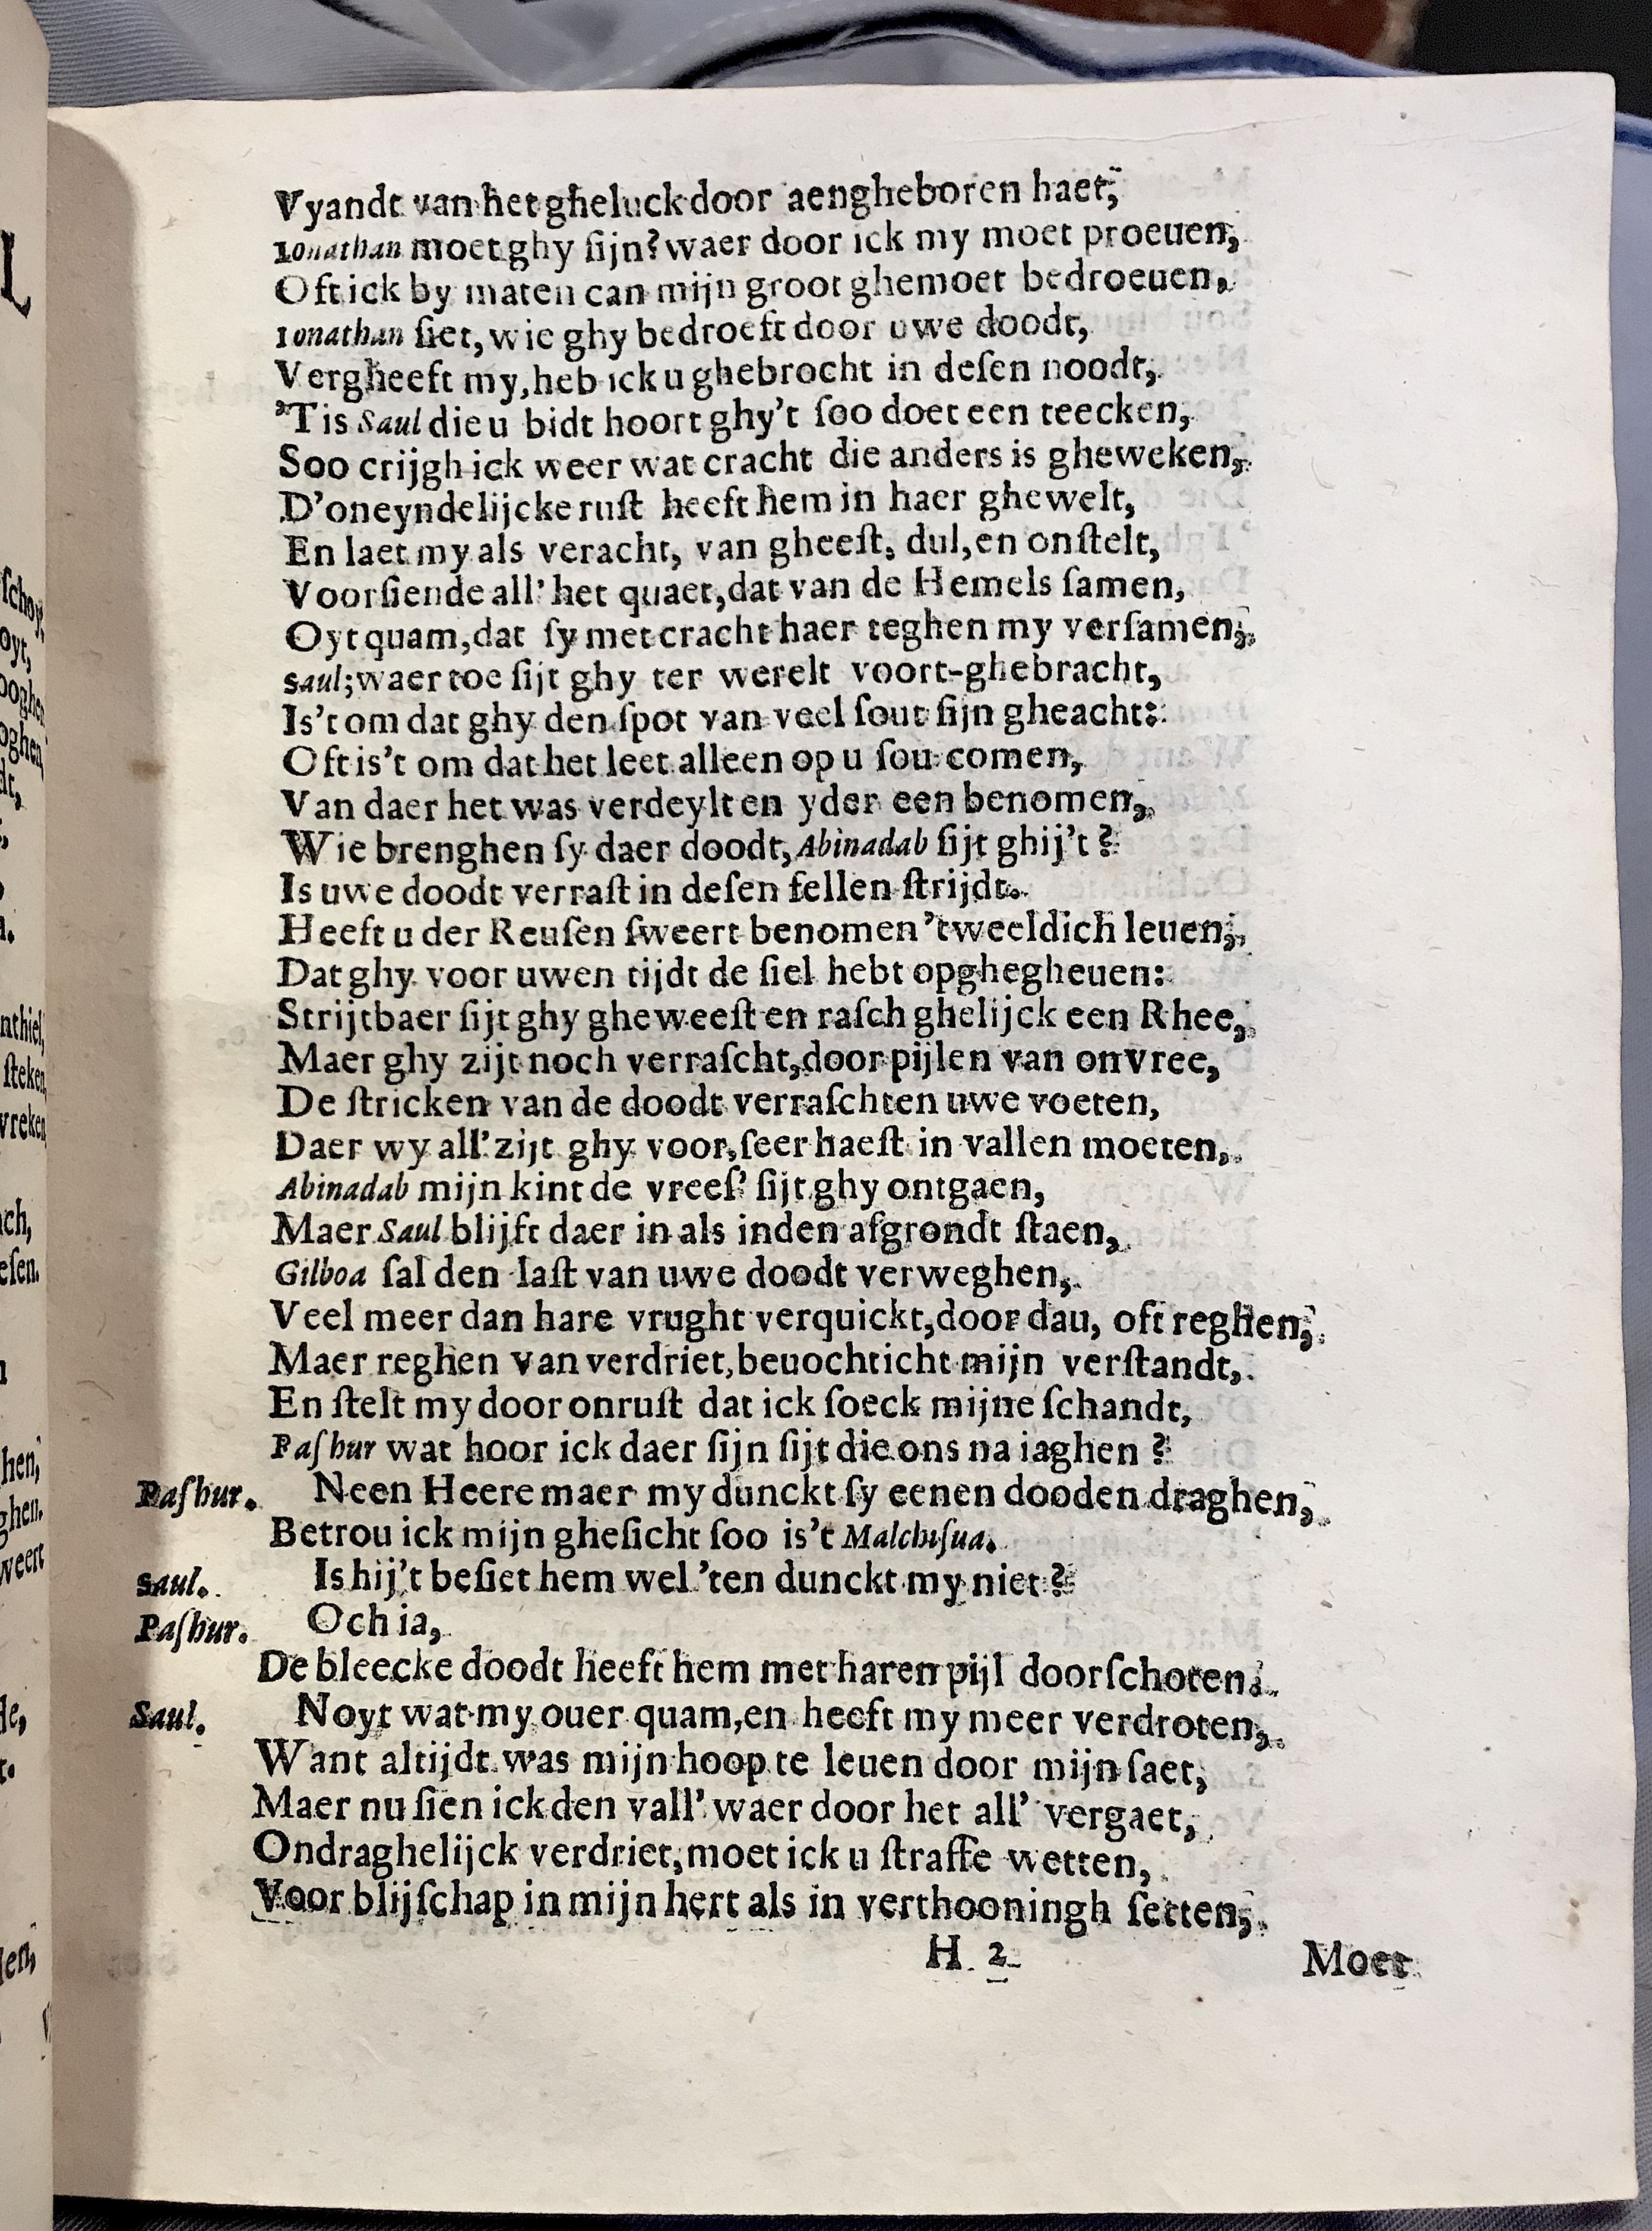 Vyandt van het gheluck door aengheboren haet,
Ionathan moet ghy ſijn? waer door ick my moet proeuen,
Oft ick by maten can mijn groot ghemoet bedroeuen,
Ionathan ſiet, wie ghy bedroeft door uwe doodt,
Vergheeft my, heb ick u ghebrocht in deſen noodt,
'Tis Saul die u bidt hoort ghy't ſoo doet een teecken,
Soo crijgh ick weer wat cracht die anders is gheweken,
D'oneyndelijcke ruſt heeft hem in haer ghewelt,
En laet my als veracht, van gheeſt, dul, en onſtelt,
Voorſiende all' het quaet, dat van de Hemels ſamen,
Oyt quam, dat ſy met cracht haer teghen my verſamen;
Saul; waer toe ſijt ghy ter werelt voort-ghebracht,
Is't om dat ghy den ſpot van veel ſout ſijn gheacht:
Oft is't om dat het leet alleen op u ſou comen,
Van daer het was verdeylt en yder een benomen,
Wie brenghen ſy daer doodt, Abinadab ſijt ghij't?
Is uwe doodt verraſt in deſen fellen ſtrijdt.
Heeft u der Reuſen ſweert benomen 'tweeldich leuen;
Dat ghy voor uwen tijdt de ſiel hebt opghegheuen:
Strijtbaer ſijt ghy gheweeſt en raſch ghelijck een Rhee,
Maer ghy zijt noch verraſcht, door pijlen van onvree,
De ſtricken van de doodt verraſchten uwe voeten,
Daer wy all' zijt ghy voor, ſeer haeſt in vallen moeten,
Abinadab mijn kint de vreeſ' ſijt ghy ontgaen,
Maer Saul blijft daer in als inden afgrondt ſtaen,
Gilboa ſal den laſt van uwe doodt verweghen,
Veel meer dan hare vrught verquickt, door dau, oft reghen;
Maer reghen van verdriet, beuochticht mijn verſtandt,
En ſtelt my door onruſt dat ick ſoeck mijne ſchandt,
Paſhur wat hoor ick daer ſijn ſijt die ons na iaghen?
Paſhur. Neen Heere maer my dunckt ſy eenen dooden draghen,
Betrou ick mijn gheſicht ſoo is't Malchiſua.
Saul. Is hij't beſiet hem wel 'ten dunckt my niet?
Paſhur. Och ia,
De bleecke doodt heeft hem met haren pijl doorſchoten.
Saul. Noyt wat my ouer quam, en heeft my meer verdroten,
Want altijdt was mijn hoop te leuen door mijn ſaet,
Maer nu ſien ick den vall' waer door het all' vergaet,
Ondraghelijck verdriet, moet ick u ſtraffe wetten,
Voor blijſchap in mijn hert als in verthooningh ſetten;
H 2 Moet